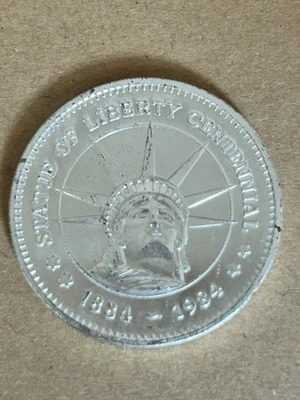 STATUE OF LIBERTY CENTENNIAL
1884 - 1984